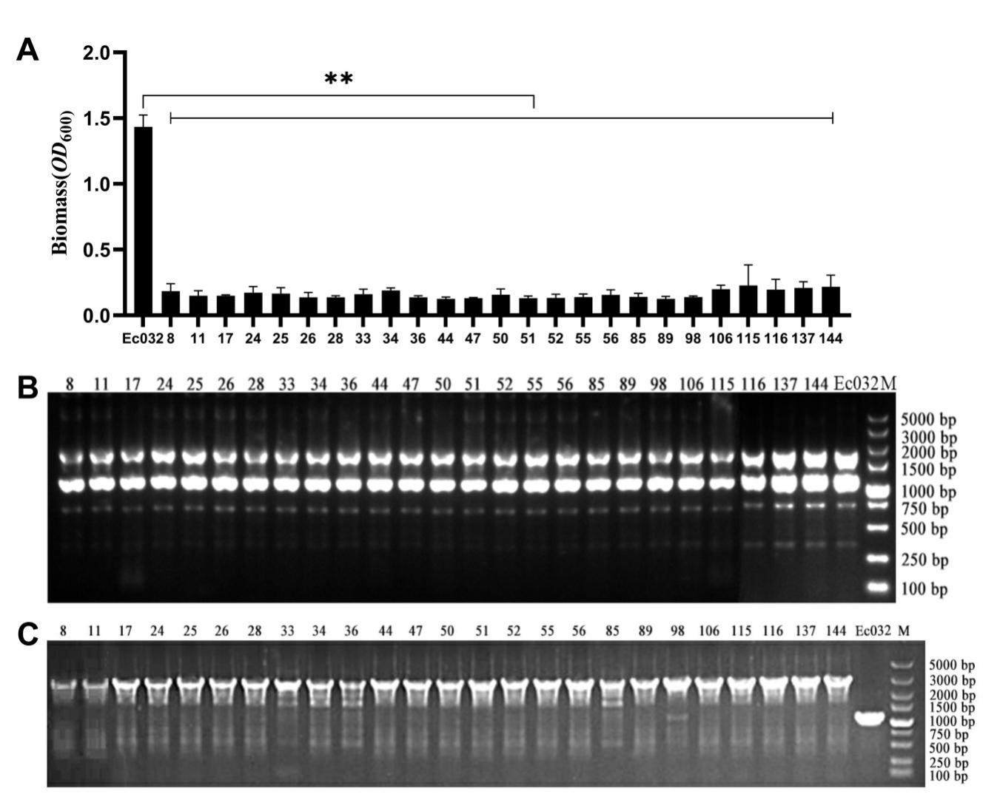 A
2.0
**
1.5
Biomass(OD600)
1.0
0.5
0.0
Ec032 8 11 17 24 25 26 28 33 34 36 44 47 50 51 52 55 56 85 89 98 106 115 116 137 144
B
8 11 17 24 25 26 28 33 34 36 44 47 50 51 52 55 56 85 89 98 106 115 116 137 144 Ec032 M
5000 bp
3000 bp
2000 bp
1500 bp
1000 bp
750 bp
500 bp
250 bp
100 bp
C
8 11 17 24 25 26 28 33 34 36 44 47 50 51 52 55 56 85 89 98 106 115 116 137 144 Ec032 M
5000 bp
3000 bp
2000 bp
1500 bp
1000 bp
750 bp
500 bp
250 bp
100 bp